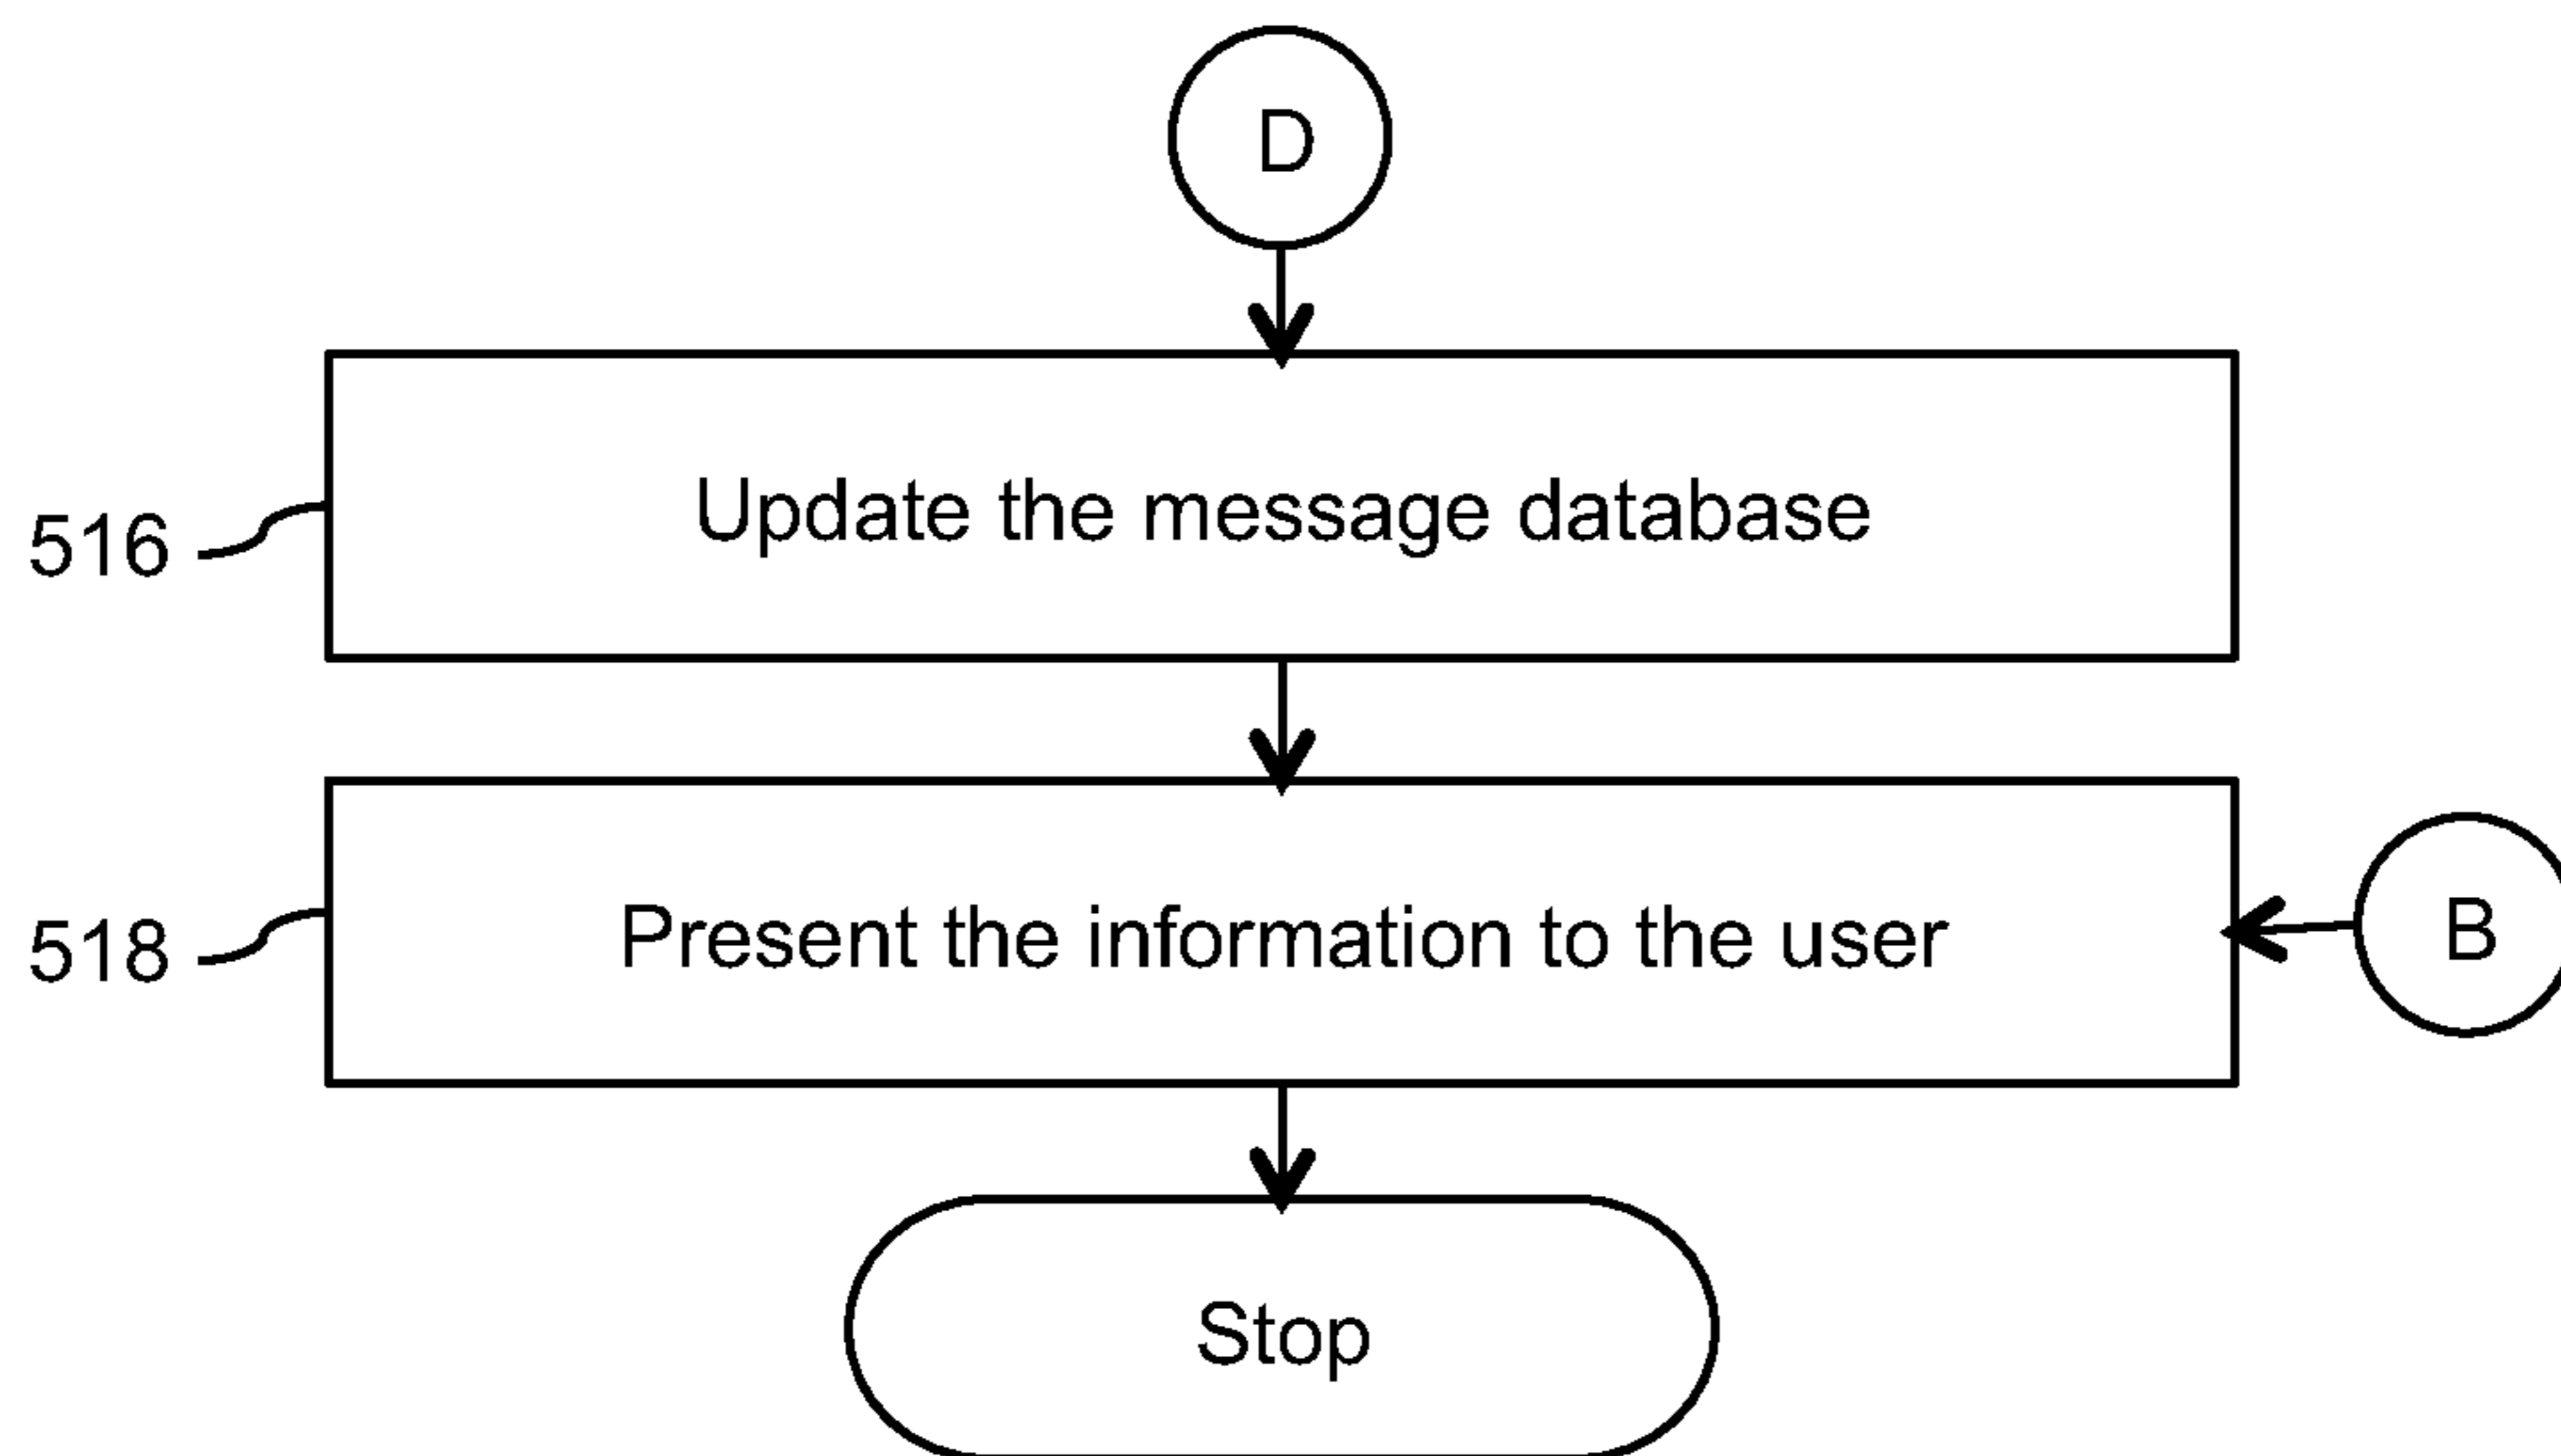 D
Update the message database
516
Present the information to the user
518
B
Stop